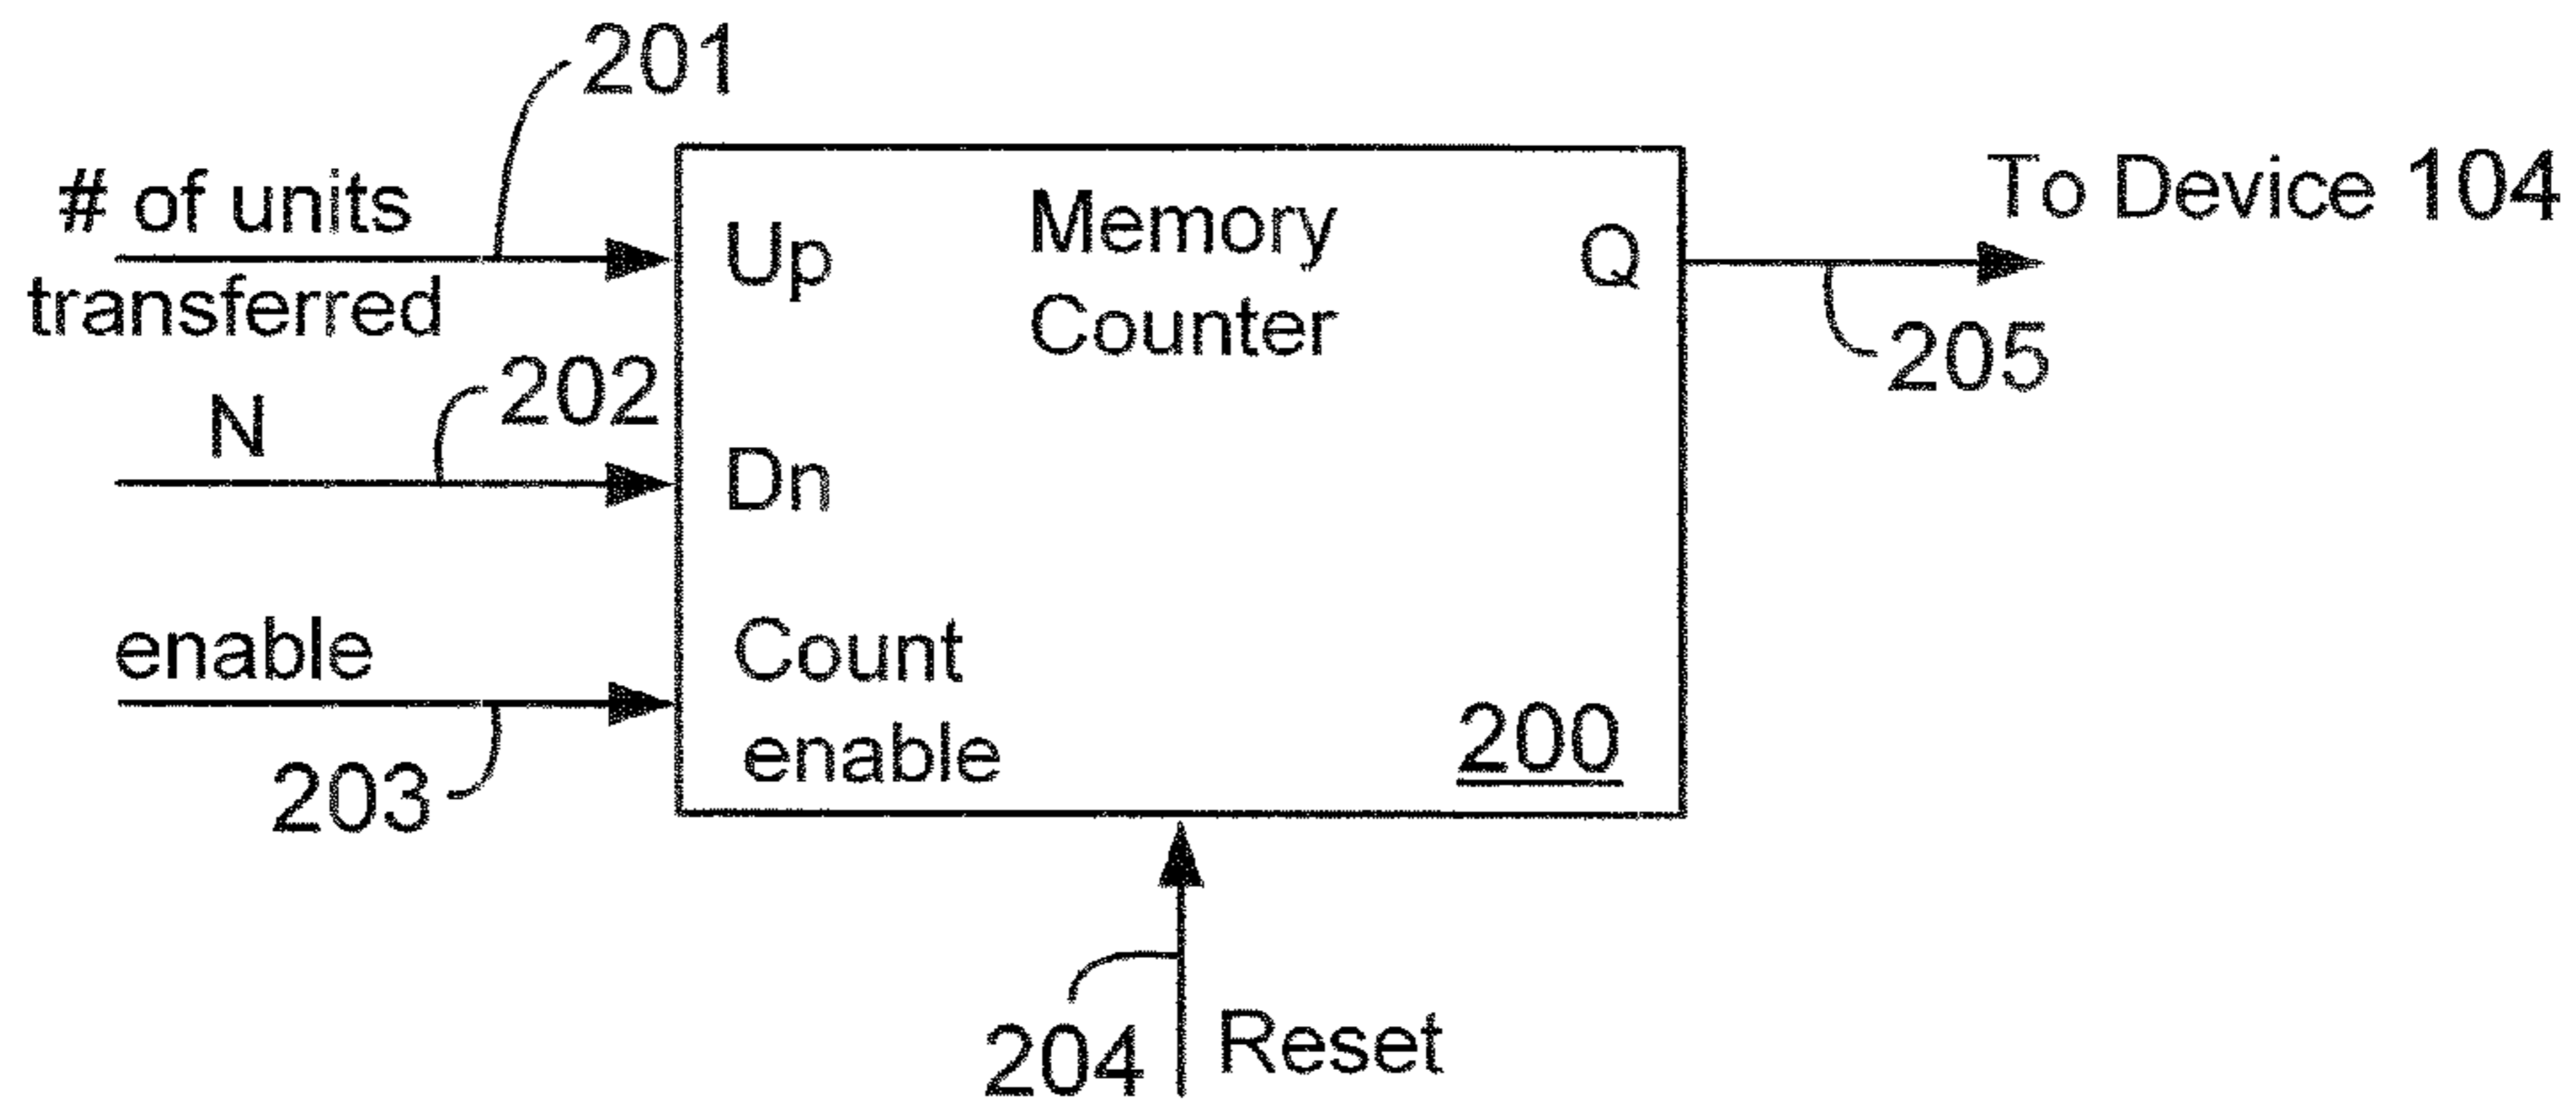 201
# of units
transferred
Up
Memory
Counter
Q
To Device 104
205
N
202
Dn
enable
203
Count
enable
200
204
Reset